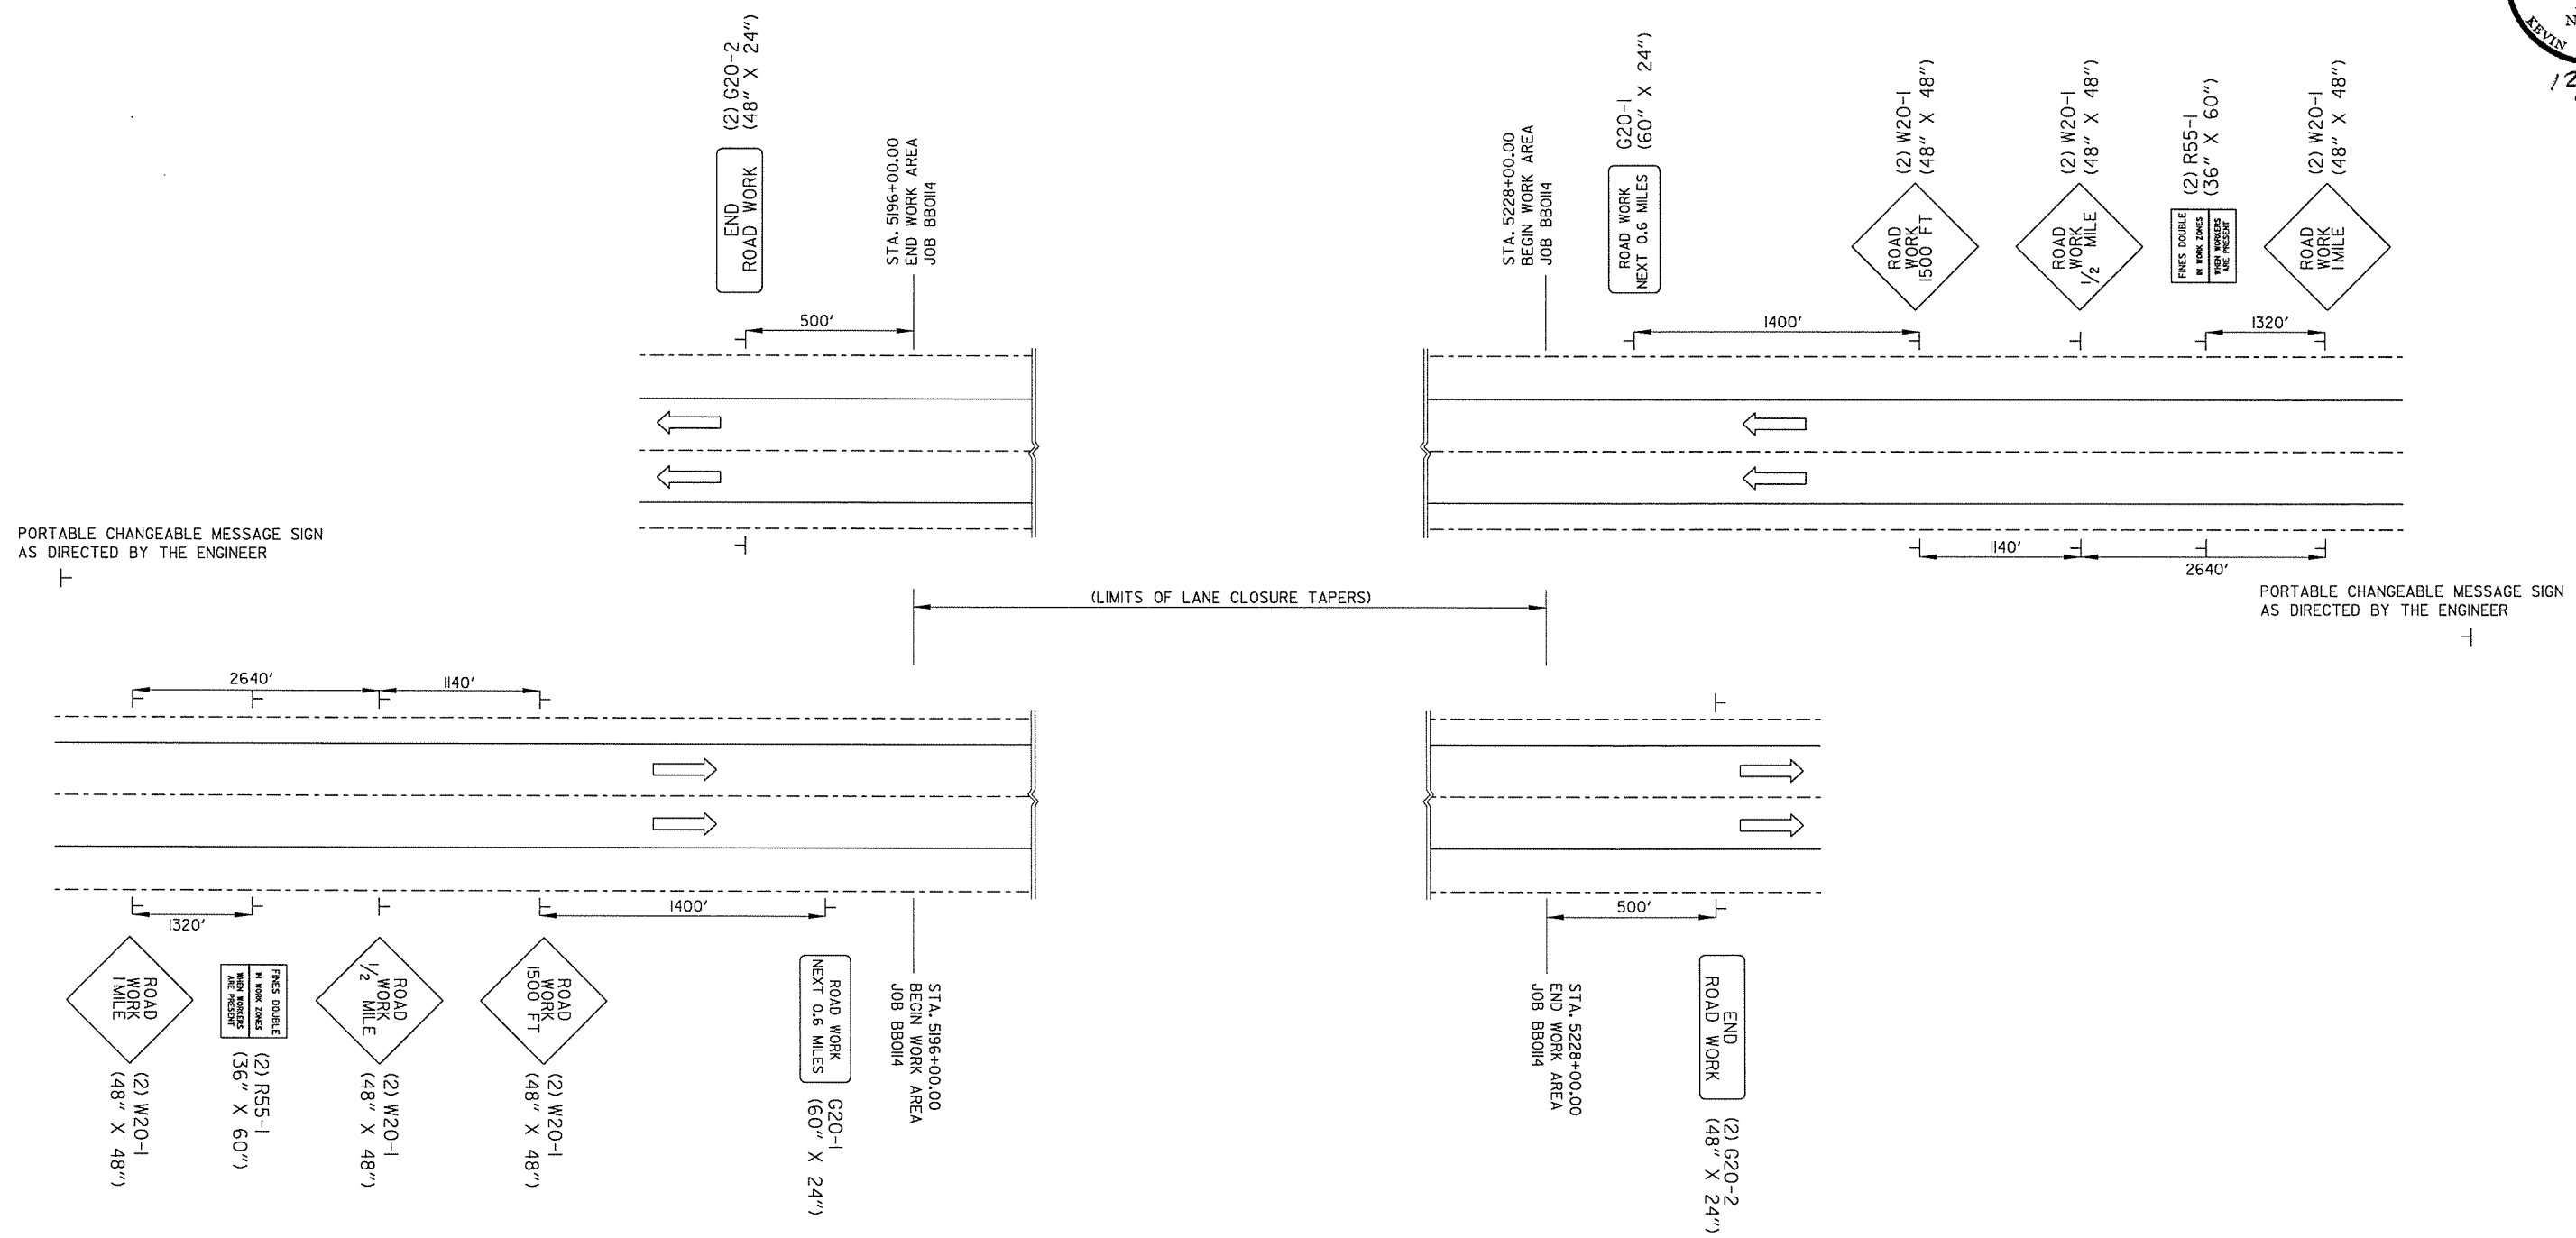 KEVIN
(2) G20-2
(48" X 24")
END
ROAD WORK
STA. 5196+00.00
END WORK AREA
JOB BB0114
500'
STA. 5228+00.00
BEGIN WORK AREA
JOB BB0114
G20-1
(60" X 24")
ROAD WORK
NEXT 0.6 MILES
(2) W20-1
(48" X 48")
ROAD
WORK
1500 FT
(2) W20-1
(48" X 48")
ROAD
WORK
1/2 MILE
(2) R55-1
(36" X 60")
FINES DOUBLE
IN WORK ZONES
WHEN WORKERS
ARE PRESENT
(2) W20-1
(48" X 48")
ROAD
WORK
1 MILE
1400'
1320'
1140'
2640'
PORTABLE CHANGEABLE MESSAGE SIGN
AS DIRECTED BY THE ENGINEER
(LIMITS OF LANE CLOSURE TAPERS)
PORTABLE CHANGEABLE MESSAGE SIGN
AS DIRECTED BY THE ENGINEER
2640'
1140'
1320'
1400'
500'
ROAD
WORK
1 MILE
(2) W20-1
(48" X 48")
FINES DOUBLE
IN WORK ZONES
WHEN WORKERS
ARE PRESENT
(2) R55-1
(36" X 60")
ROAD
WORK
1/2 MILE
(2) W20-1
(48" X 48")
ROAD
WORK
1500 FT
(2) W20-1
(48" X 48")
ROAD WORK
NEXT 0.6 MILES
G20-1
(60" X 24")
STA. 5196+00.00
BEGIN WORK AREA
JOB BB0114
STA. 5228+00.00
END WORK AREA
JOB BB0114
END
ROAD WORK
(2) G20-2
(48" X 24")